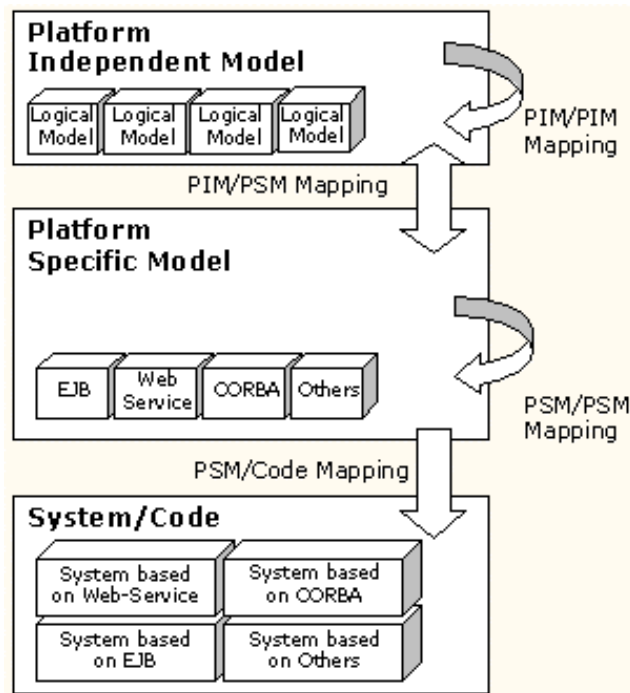 Platform
Independent Model
Logical
Model
Logical
Model
Logical
Model
Logical
Model
PIM/PIM
Mapping
PIM/PSM Mapping
Platform
Specific Model
EJB
Web
Service
CORBA
Others
PSM/PSM
Mapping
PSM/Code Mapping
System/Code
System based
on Web-Service
System based
on CORBA
System based
on EJB
System based
on Others